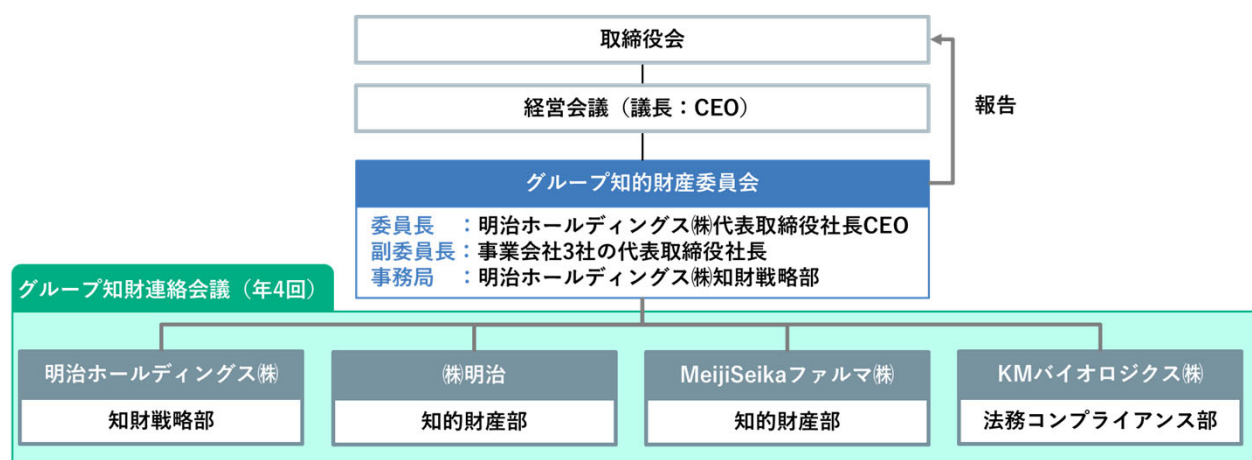 取締役会
経営会議（議長：CEO）
報告
グループ知的財産委員会
委員長　：明治ホールディングス㈱代表取締役社長CEO
副委員長：事業会社3社の代表取締役社長
事務局　：明治ホールディングス㈱知財戦略部
グループ知財連絡会議（年4回）
明治ホールディングス㈱
知財戦略部
㈱明治
知的財産部
MeijiSeikaファルマ㈱
知的財産部
KMバイオロジクス㈱
法務コンプライアンス部